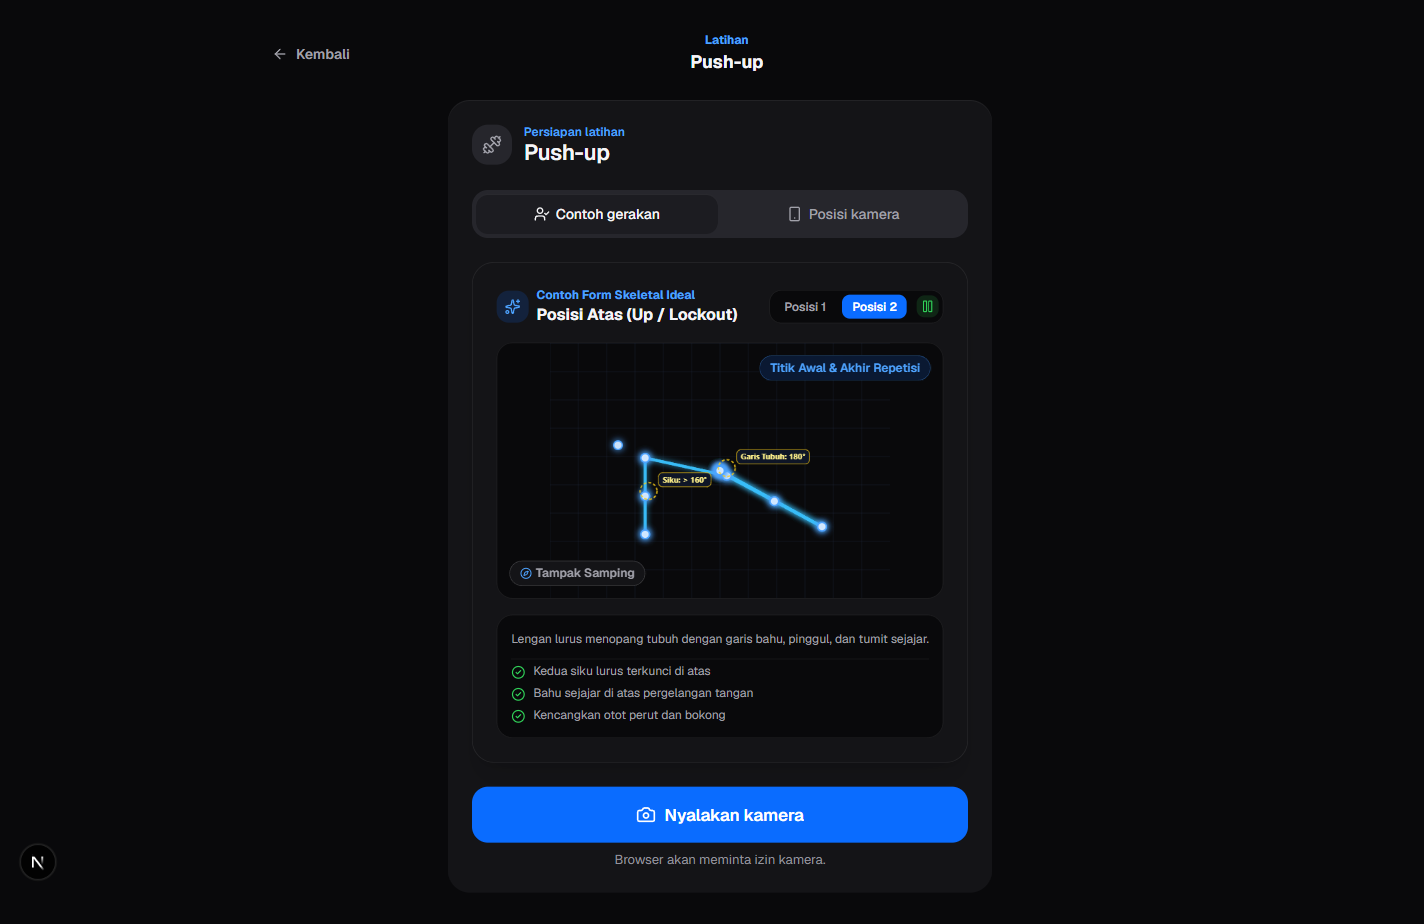 Kembali
Latihan
Push-up
Persiapan latihan
Push-up
Contoh gerakan
Posisi kamera
Contoh Form Skeletal Ideal
Posisi Atas (Up / Lockout)
Posisi 1
Posisi 2
Titik Awal & Akhir Repetisi
Garis Tubuh: 180°
Siku: > 160°
Tampak Samping
Lengan lurus menopang tubuh dengan garis bahu, pinggul, dan tumit sejajar.
Kedua siku lurus terkunci di atas
Bahu sejajar di atas pergelangan tangan
Kencangkan otot perut dan bokong
Nyalakan kamera
Browser akan meminta izin kamera.
N